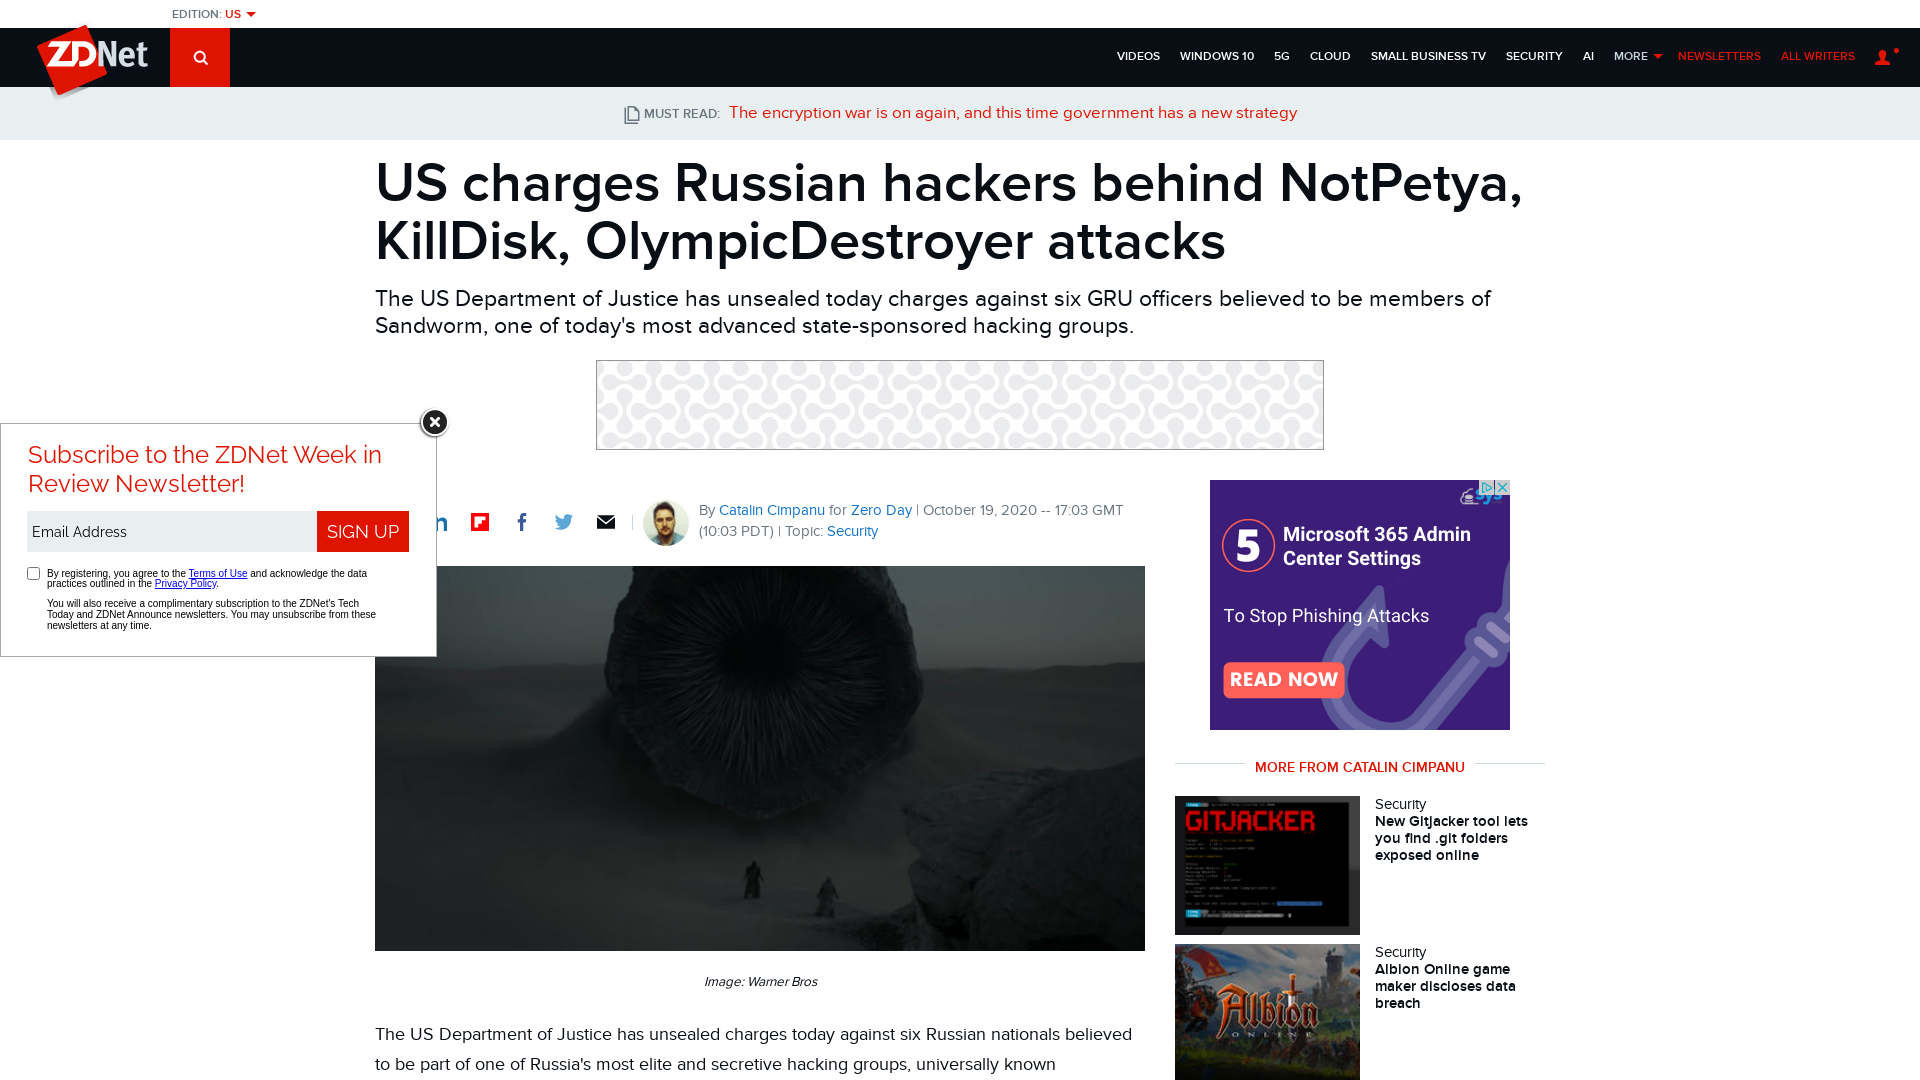 EDITION: US
ZDNet
VIDEOS WINDOWS 10 5G CLOUD SMALL BUSINESS TV SECURITY AI MORE NEWSLETTERS ALL WRITERS
MUST READ: The encryption war is on again, and this time government has a new strategy
US charges Russian hackers behind NotPetya,
KillDisk, OlympicDestroyer attacks
The US Department of Justice has unsealed today charges against six GRU officers believed to be members of
Sandworm, one of today's most advanced state-sponsored hacking groups.
Subscribe to the ZDNet Week in
Review Newsletter!
Email Address SIGN UP
By registering, you agree to the Terms of Use and acknowledge the data
practices outlined in the Privacy Policy.
You will also receive a complimentary subscription to the ZDNet's Tech
Today and ZDNet Announce newsletters. You may unsubscribe from these
newsletters at any time.
By Catalin Cimpanu for Zero Day | October 19, 2020 -- 17:03 GMT
(10:03 PDT) | Topic: Security
Image: Warner Bros
The US Department of Justice has unsealed charges today against six Russian nationals believed
to be part of one of Russia's most elite and secretive hacking groups, universally known
sys
5 Microsoft 365 Admin
Center Settings
To Stop Phishing Attacks
READ NOW
MORE FROM CATALIN CIMPANU
GITJACKER
Security
New Gitjacker tool lets
you find .git folders
exposed online
Albion
ONLINE
Security
Albion Online game
maker discloses data
breach